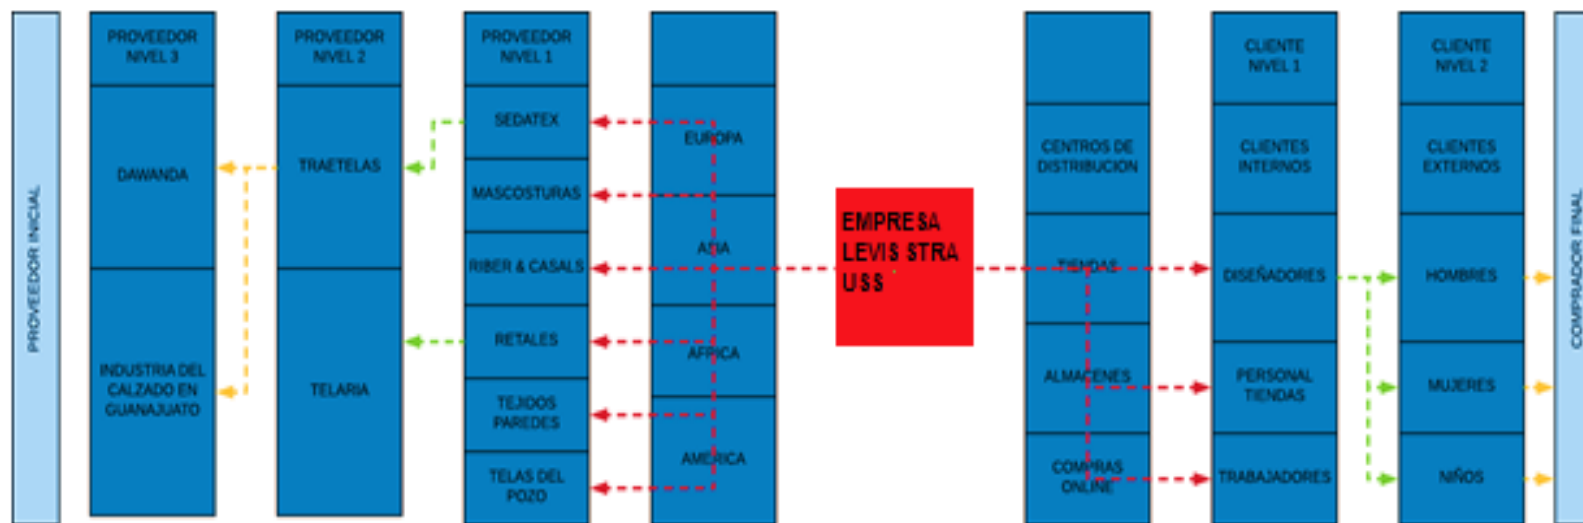 PROVEEDOR INICIAL
PROVEEDOR
NIVEL 3
DAWANDA
INDUSTRIA DEL
CALZADO EN
GUANAJUATO
PROVEEDOR
NIVEL 2
TRAETELAS
TELARIA
PROVEEDOR
NIVEL 1
SEDATEX
MASCOSTURAS
RIBER & CASALS
RETALES
TEJIDOS
PAREDES
TELAS DEL
POZO
EUROPA
ASIA
AFRICA
AMERICA
EMPRESA
LEVIS STRA
USS
CENTROS DE
DISTRIBUCION
TIENDAS
ALMACENES
COMPRAS
ONLINE
CLIENTE
NIVEL 1
CLIENTES
INTERNOS
DISEÑADORES
PERSONAL
TIENDAS
TRABAJADORES
CLIENTE
NIVEL 2
CLIENTES
EXTERNOS
HOMBRES
MUJERES
NIÑOS
COMPRADOR FINAL